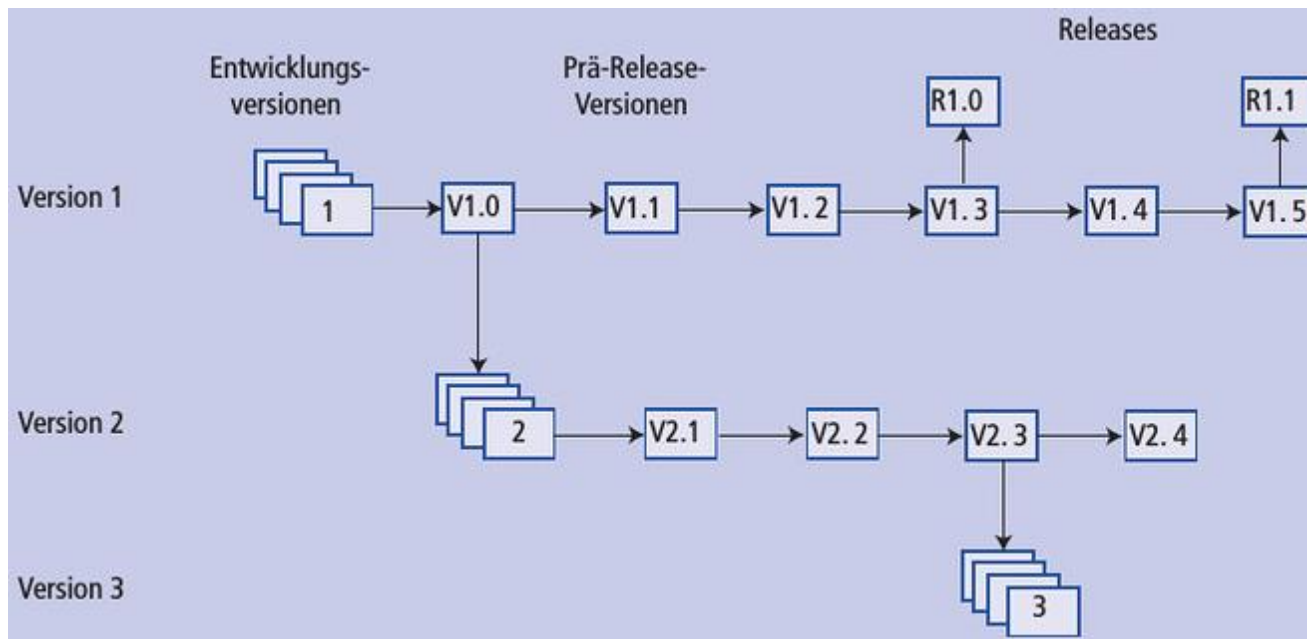 Releases
Entwicklungs-
versionen
Prä-Release-
Versionen
R1.0
R1.1
Version 1
1
V1.0
V1.1
V1. 2
V1. 3
V1. 4
V1. 5
Version 2
2
V2.1
V2. 2
V2. 3
V2. 4
Version 3
3